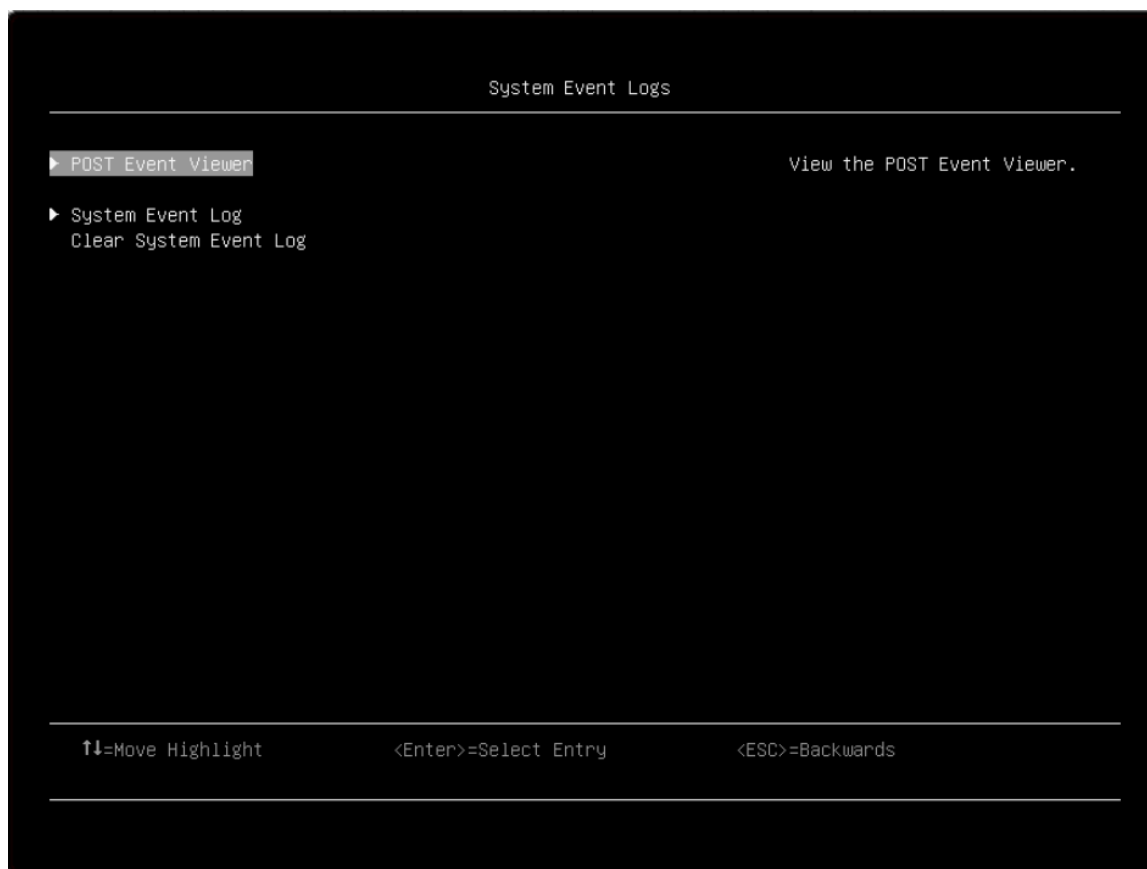 System Event Logs
▶ POST Event Viewer
View the POST Event Viewer.
▶ System Event Log
Clear System Event Log
↑↓=Move Highlight
<Enter>=Select Entry
<ESC>=Backwards